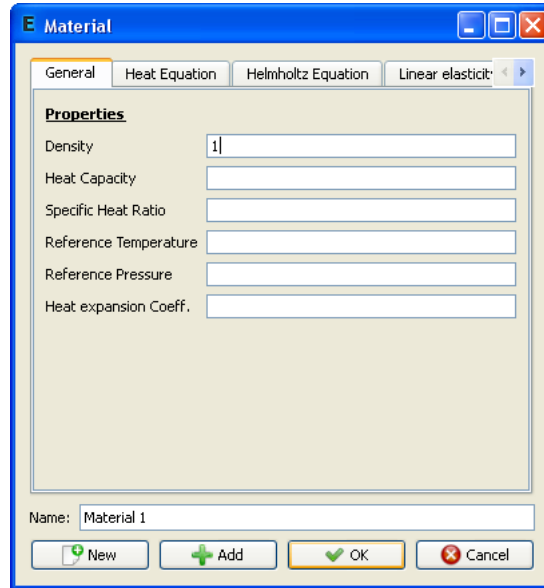 E Material
General Heat Equation Helmholtz Equation Linear elasticit
Properties
Density 1
Heat Capacity
Specific Heat Ratio
Reference Temperature
Reference Pressure
Heat expansion Coeff.
Name: Material 1
New Add OK Cancel